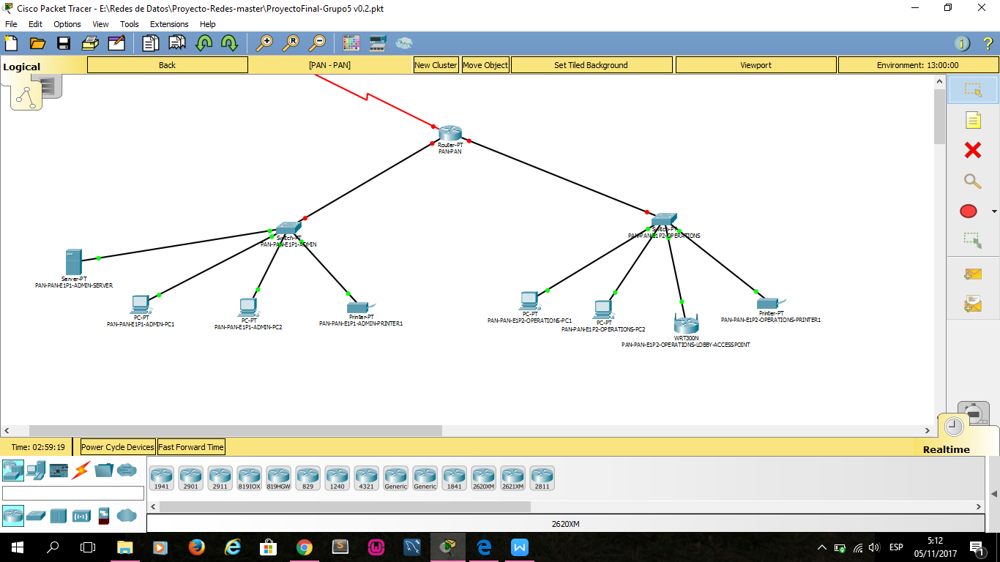 Cisco Packet Tracer - E:\Redes de Datos\Proyecto-Redes-master\ProyectoFinal-Grupo5 v0.2.pkt
File Edit Options View Tools Extensions Help
Logical Back [PAN - PAN] New Cluster Move Object Set Tiled Background Viewport Environment: 13:00:00
Router-PT
PAN-PAN
Switch-PT
PAN-PAN-E1P1-ADMIN
Switch-PT
PAN-PAN-E1P2-OPERATIONS
Server-PT
PAN-PAN-E1P1-ADMIN-SERVER
PC-PT
PAN-PAN-E1P1-ADMIN-PC1
PC-PT
PAN-PAN-E1P1-ADMIN-PC2
Printer-PT
PAN-PAN-E1P1-ADMIN-PRINTER1
PC-PT
PAN-PAN-E1P2-OPERATIONS-PC1
PC-PT
PAN-PAN-E1P2-OPERATIONS-PC2
WRT300N
PAN-PAN-E1P2-OPERATIONS-LOBBY-ACCESSPOINT
Printer-PT
PAN-PAN-E1P2-OPERATIONS-PRINTER1
Time: 02:59:19 Power Cycle Devices Fast Forward Time
Realtime
1941 2901 2911 819IOX 819HGW 829 1240 4321 Generic Generic 1841 2620XM 2621XM 2811
2620XM
ESP
5:12
05/11/2017